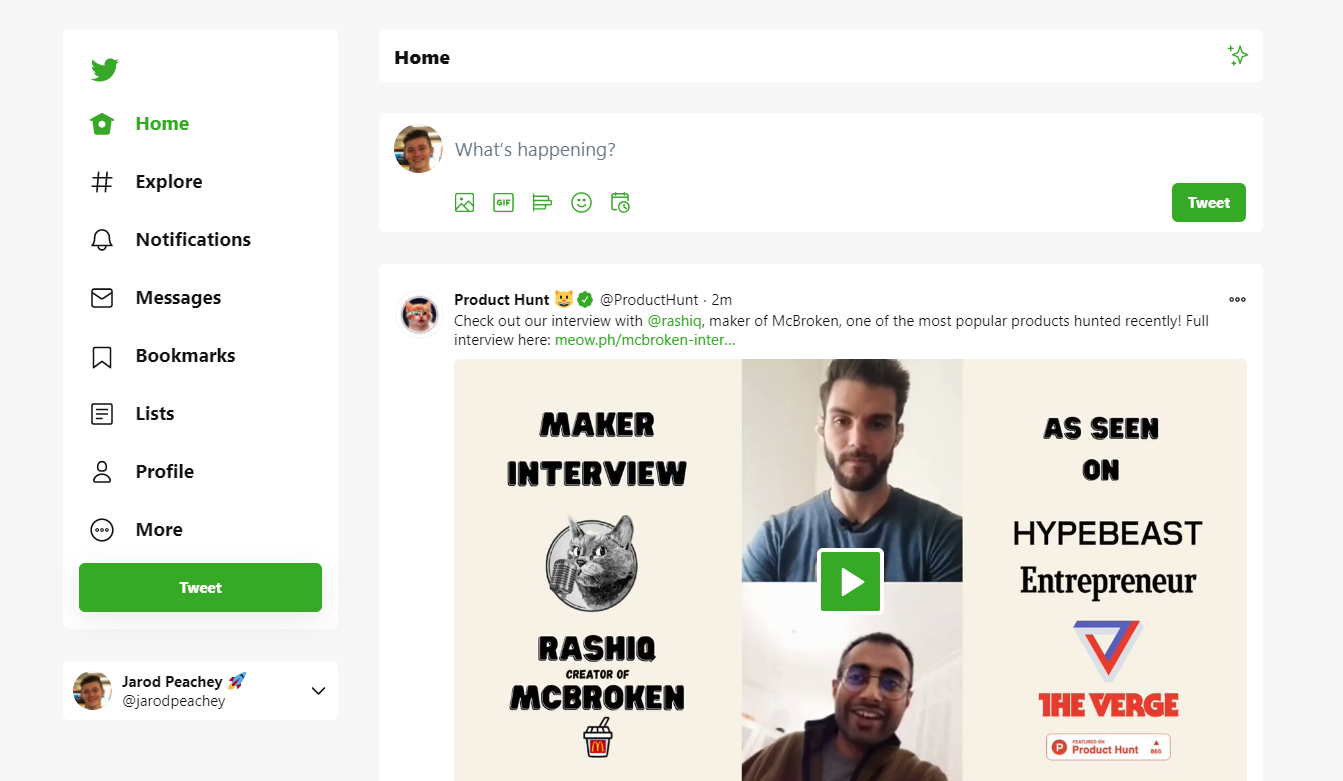 Home
Explore
Notifications
Messages
Bookmarks
Lists
Profile
More
Tweet
Jarod Peachey 🚀
@jarodpeachey
Home
What's happening?
GIF
Tweet
Product Hunt 😺 @ProductHunt · 2m
Check out our interview with @rashiq, maker of McBroken, one of the most popular products hunted recently! Full
interview here: meow.ph/mcbroken-inter…
MAKER
INTERVIEW
RASHIQ
CREATOR OF
MCBROKEN
AS SEEN
ON
HYPEBEAST
Entrepreneur
THE VERGE
FEATURED ON
Product Hunt
865